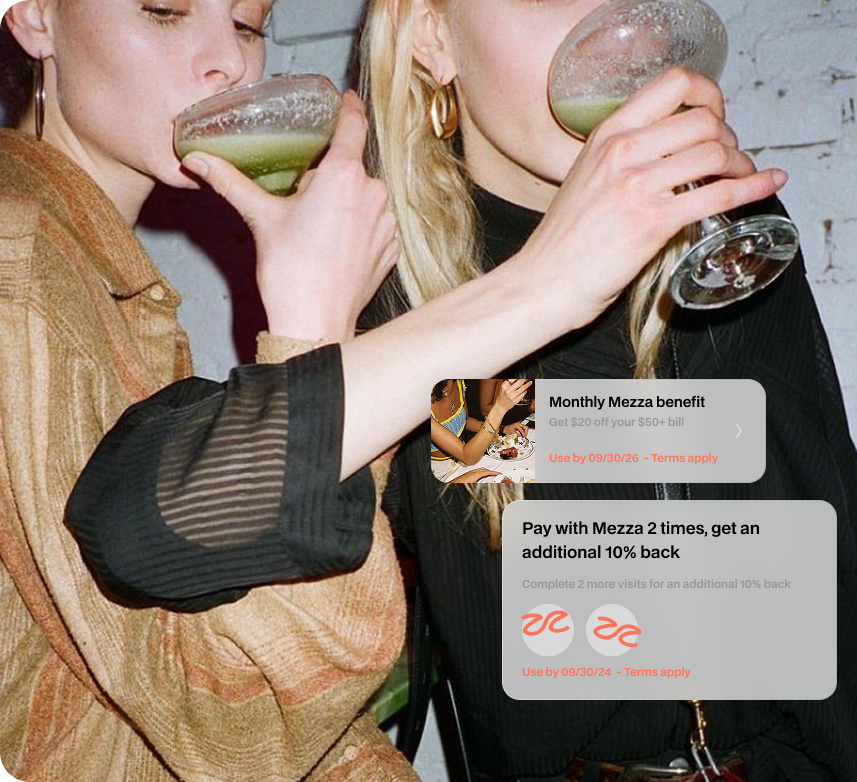 Monthly Mezza benefit
Get $20 off your $50+ bill
Use by 09/30/26 - Terms apply
Pay with Mezza 2 times, get an
additional 10% back
Complete 2 more visits for an additional 10% back
Use by 09/30/24 - Terms apply